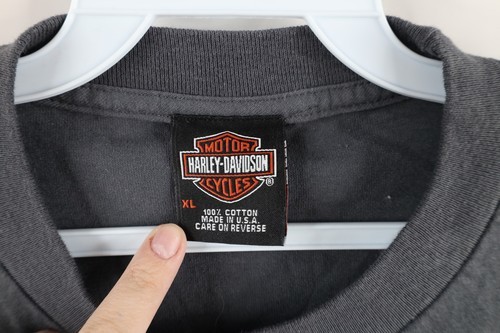 MOTOR
HARLEY-DAVIDSON
CYCLES
®
XL
100% COTTON
MADE IN U.S.A.
CARE ON REVERSE